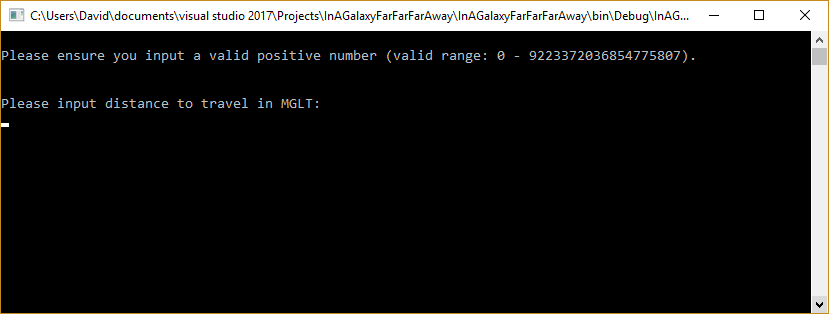 C:\Users\David\documents\visual studio 2017\Projects\InAGalaxyFarFarFarAway\InAGalaxyFarFarFarAway\bin\Debug\InAG...
Please ensure you input a valid positive number (valid range: 0 - 9223372036854775807).
Please input distance to travel in MGLT: